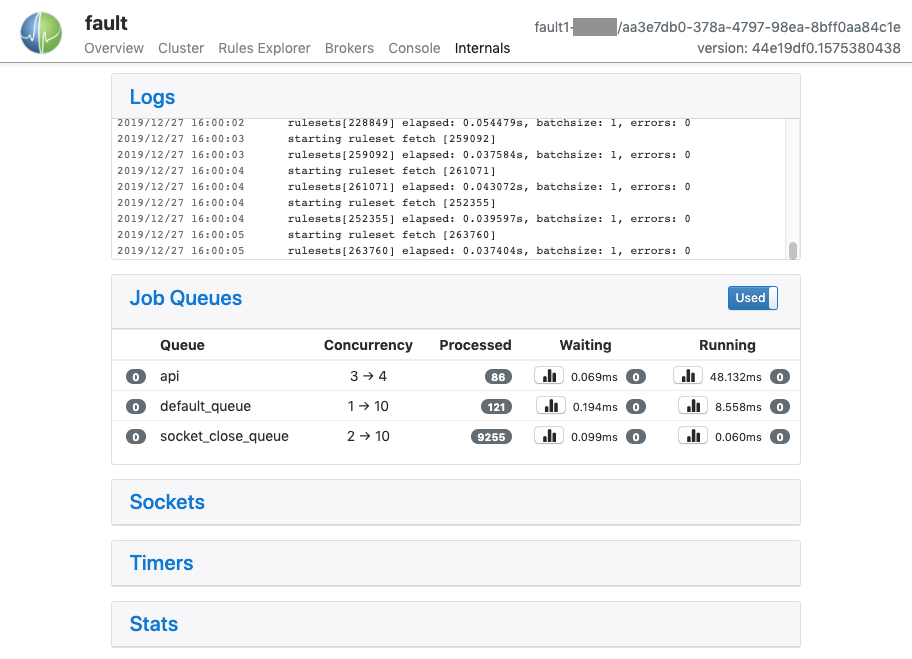 fault
fault1- /aa3e7db0-378a-4797-98ea-8bff0aa84c1e
Overview Cluster Rules Explorer Brokers Console Internals
version: 44e19df0.1575380438
Logs
2019/12/27 16:00:02 rulesets[228849] elapsed: 0.054479s, batchsize: 1, errors: 0
2019/12/27 16:00:03 starting ruleset fetch [259092]
2019/12/27 16:00:03 rulesets[259092] elapsed: 0.037584s, batchsize: 1, errors: 0
2019/12/27 16:00:04 starting ruleset fetch [261071]
2019/12/27 16:00:04 rulesets[261071] elapsed: 0.043072s, batchsize: 1, errors: 0
2019/12/27 16:00:04 starting ruleset fetch [252355]
2019/12/27 16:00:04 rulesets[252355] elapsed: 0.039597s, batchsize: 1, errors: 0
2019/12/27 16:00:05 starting ruleset fetch [263760]
2019/12/27 16:00:05 rulesets[263760] elapsed: 0.037404s, batchsize: 1, errors: 0
Job Queues
Used
Queue Concurrency Processed Waiting Running
0 api 3 → 4 86 0.069ms 0 48.132ms 0
0 default_queue 1 → 10 121 0.194ms 0 8.558ms 0
0 socket_close_queue 2 → 10 9255 0.099ms 0 0.060ms 0
Sockets
Timers
Stats